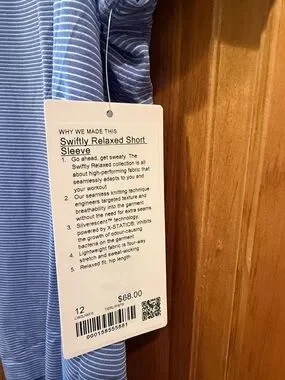 WHY WE MADE THIS
Swiftly Relaxed Short
Sleeve
1. Go ahead, get sweaty. The
Swiftly Relaxed collection is all
about high-performing fabric that
seamlessly adapts to you and
your workout
2. Our seamless knitting technique
engineers targeted texture and
breathability into the garment
without the need for extra seams
3. Silverescent™ technology,
powered by X-STATIC®, inhibits
the growth of odour-causing
bacteria on the garment
4. Lightweight fabric is four-way
stretch and sweat-wicking
5. Relaxed fit, hip length
$68.00
12